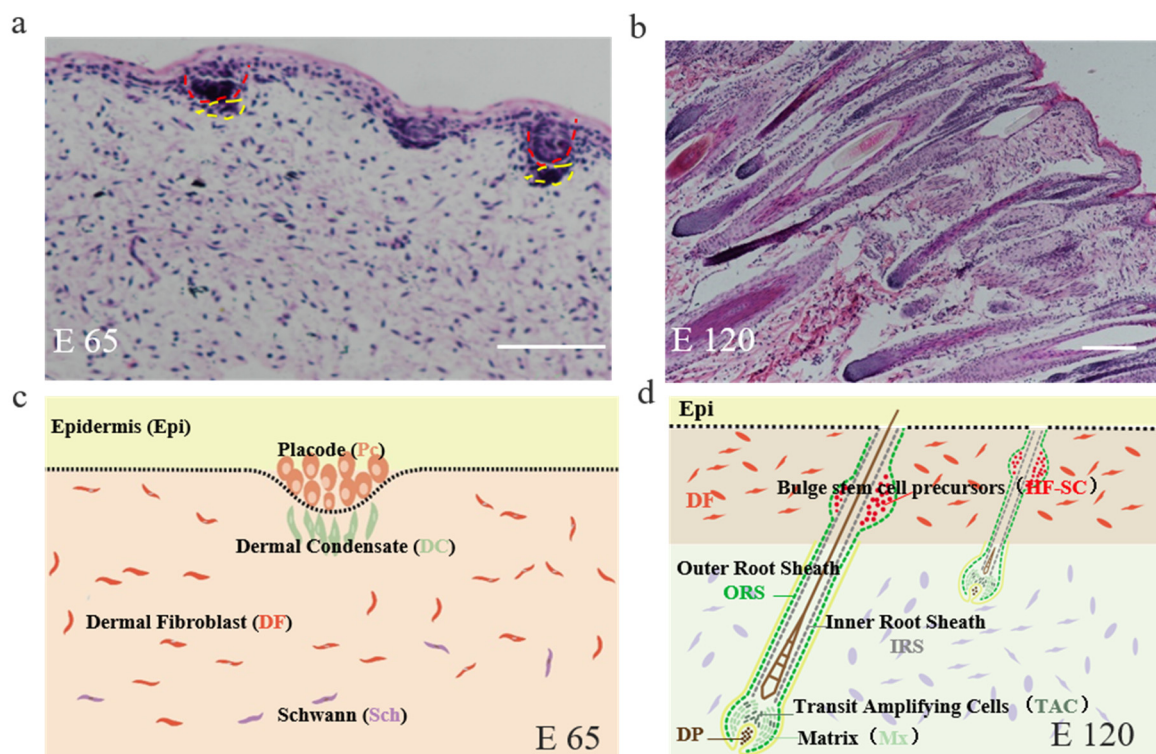 a
b
E 65
E 120
c
d
Epidermis (Epi)
Placode (Pc)
Dermal Condensate (DC)
Dermal Fibroblast (DF)
Schwann (Sch)
E 65
Epi
DF
Bulge stem cell precursors（HF-SC）
Outer Root Sheath
ORS
Inner Root Sheath
IRS
Transit Amplifying Cells （TAC）
DP
Matrix（Mx）
E 120